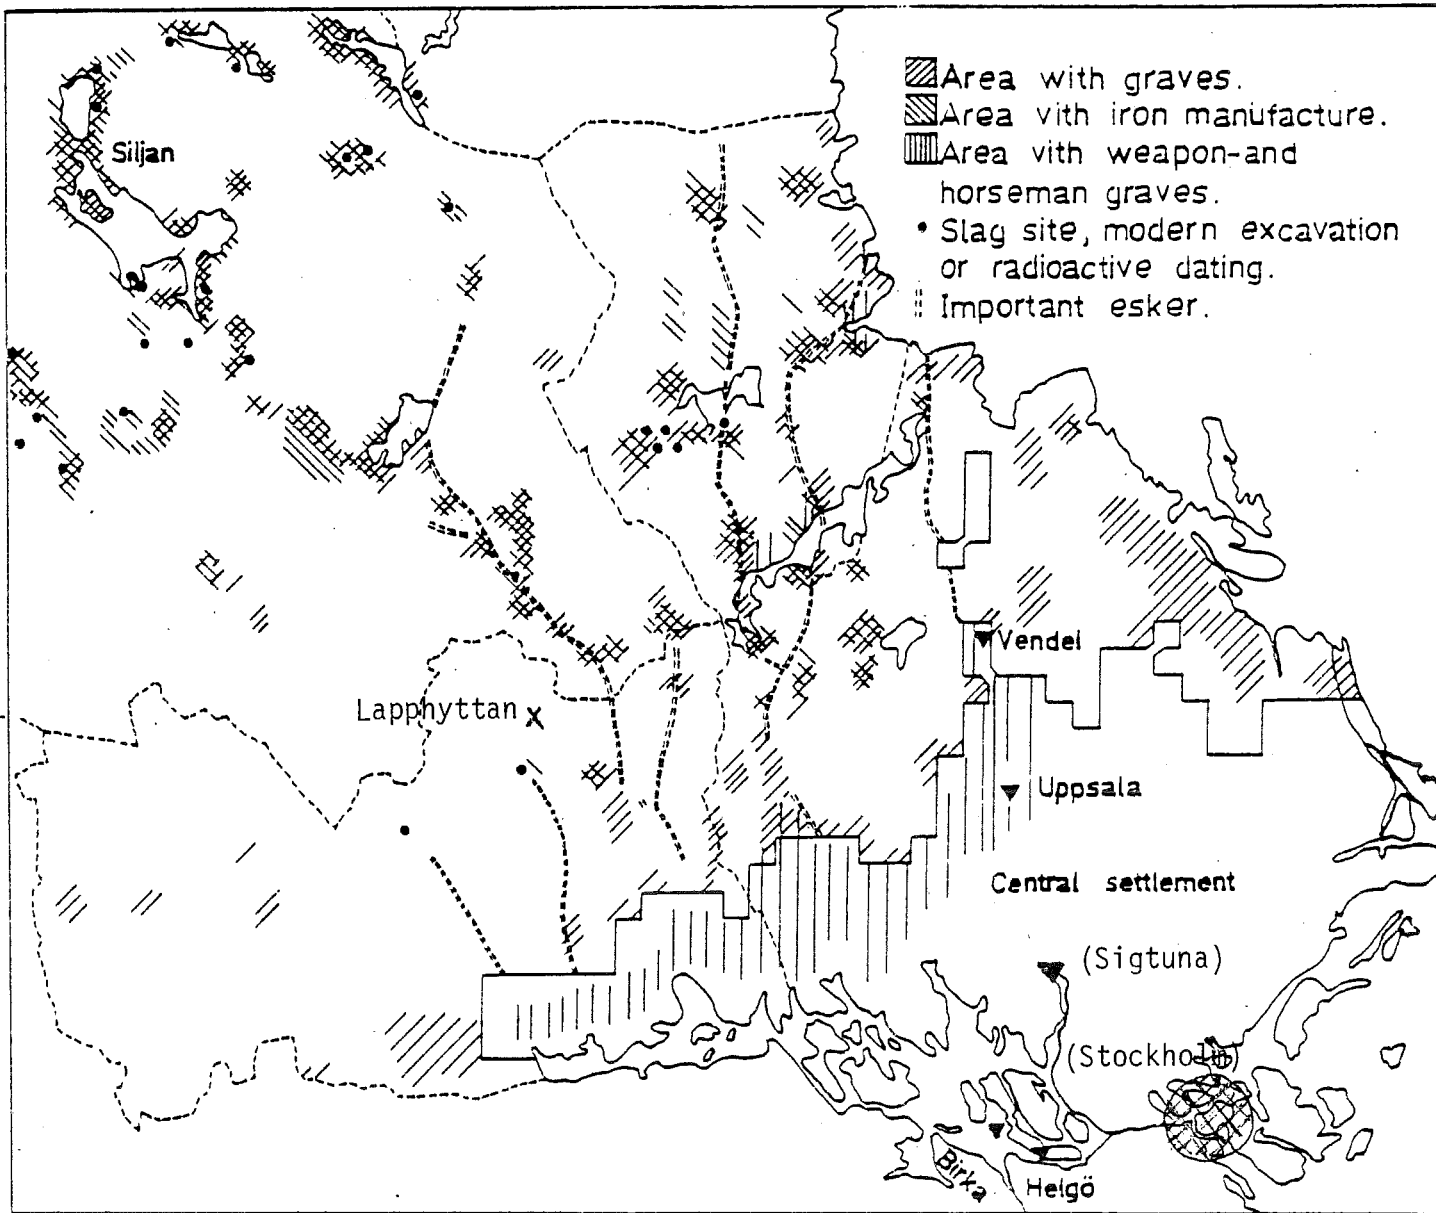 Area with graves.
Area vith iron manufacture.
Area vith weapon-and
horseman graves.
Slag site, modern excavation
or radioactive dating.
Important esker.
Siljan
Vendel
Lapphyttan
Uppsala
Central settlement
(Sigtuna)
(Stockholm)
Birka
Helgö